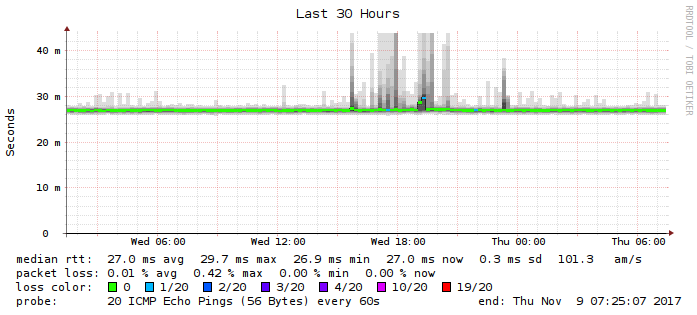 Last 30 Hours
RRDTOOL / TOBI OETIKER
Seconds
40 m
30 m
20 m
10 m
0
Wed 06:00 Wed 12:00 Wed 18:00 Thu 00:00 Thu 06:00
median rtt: 27.0 ms avg 29.7 ms max 26.9 ms min 27.0 ms now 0.3 ms sd 101.3 am/s
packet loss: 0.01 % avg 0.42 % max 0.00 % min 0.00 % now
loss color: 0 1/20 2/20 3/20 4/20 10/20 19/20
probe: 20 ICMP Echo Pings (56 Bytes) every 60s end: Thu Nov 9 07:25:07 2017